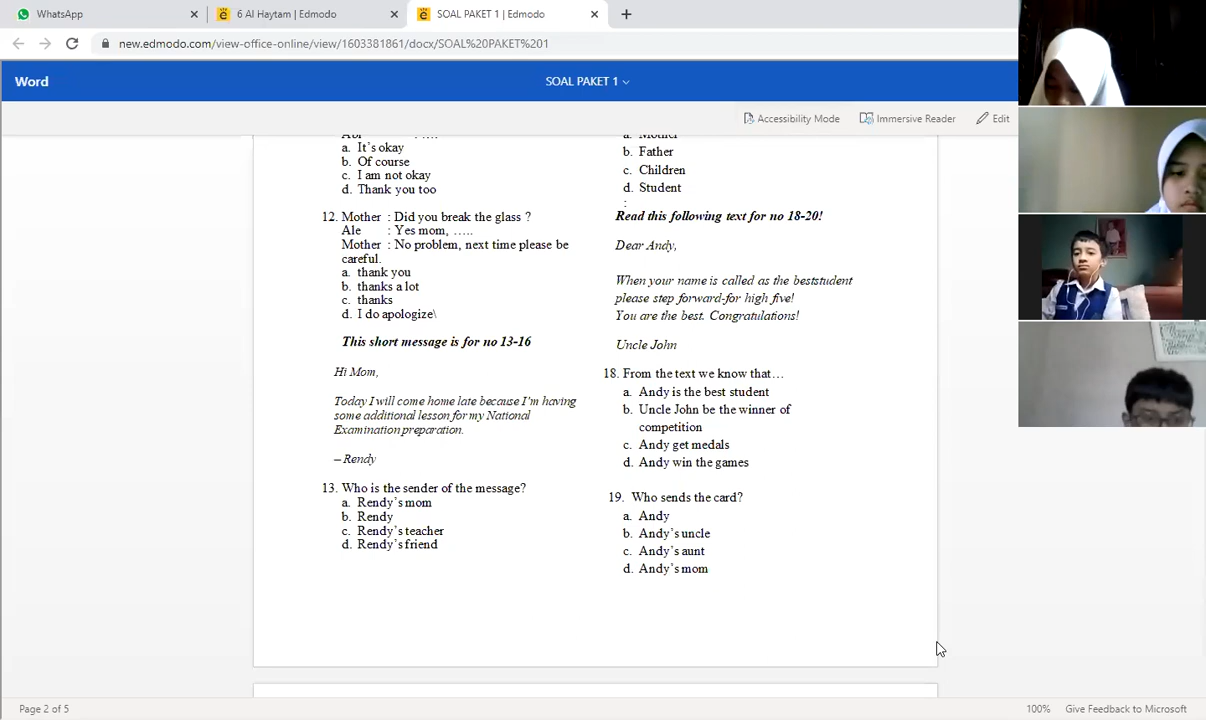 WhatsApp
6 Al Haytam | Edmodo
SOAL PAKET 1 | Edmodo
new.edmodo.com/view-office-online/view/1603381861/docx/SOAL%20PAKET%201
Word
SOAL PAKET 1
Accessibility Mode
Immersive Reader
Edit
a. It's okay
b. Of course
c. I am not okay
d. Thank you too
12. Mother : Did you break the glass ?
Ale : Yes mom, …..
Mother : No problem, next time please be
careful.
a. thank you
b. thanks a lot
c. thanks
d. I do apologize\
This short message is for no 13-16
Hi Mom,
Today I will come home late because I'm having
some additional lesson for my National
Examination preparation.
– Rendy
13. Who is the sender of the message?
a. Rendy's mom
b. Rendy
c. Rendy's teacher
d. Rendy's friend
a. Mother
b. Father
c. Children
d. Student
:
Read this following text for no 18-20!
Dear Andy,
When your name is called as the beststudent
please step forward-for high five!
You are the best. Congratulations!
Uncle John
18. From the text we know that…
a. Andy is the best student
b. Uncle John be the winner of
competition
c. Andy get medals
d. Andy win the games
19. Who sends the card?
a. Andy
b. Andy's uncle
c. Andy's aunt
d. Andy's mom
Page 2 of 5
100%
Give Feedback to Microsoft